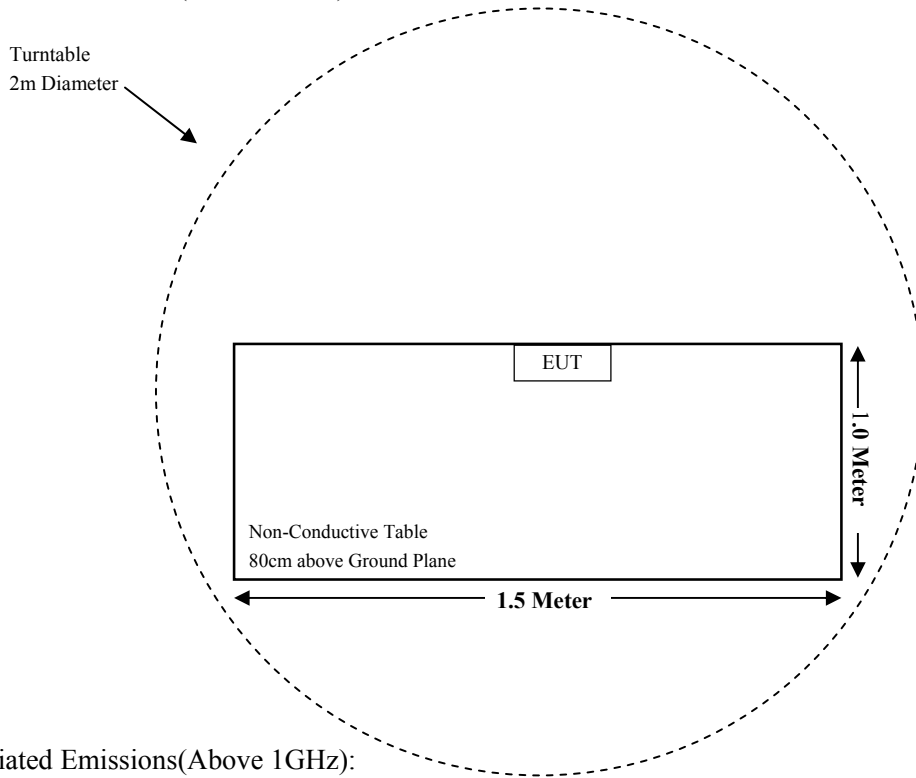 Turntable
2m Diameter
EUT
1.0 Meter
Non-Conductive Table
80cm above Ground Plane
1.5 Meter
iated Emissions(Above 1GHz):